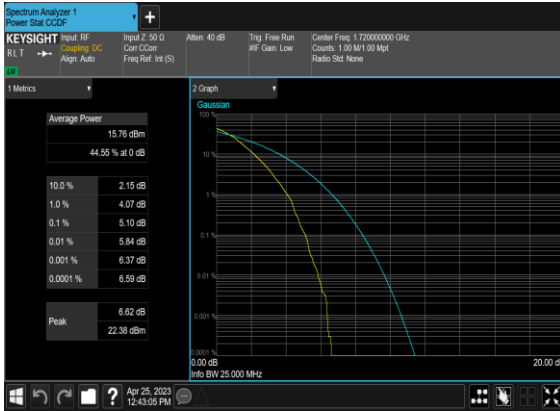 Spectrum Analyzer 1
Power Stat CCDF
KEYSIGHT
RLT
Input: RF
Coupling: DC
Align: Auto
Input Z: 50 Ω
Corr CCorr
Freq Ref: Int (S)
Atten: 40 dB
Trig: Free Run
#IF Gain: Low
Center Freq: 1.720000000 GHz
Counts: 1.00 M/1.00 Mpt
Radio Std: None
1 Metrics
Average Power
15.76 dBm
44.55 % at 0 dB
10.0 % 2.15 dB
1.0 % 4.07 dB
0.1 % 5.10 dB
0.01 % 5.84 dB
0.001 % 6.37 dB
0.0001 % 6.59 dB
Peak
6.62 dB
22.38 dBm
2 Graph
Gaussian
100 %
10 %
1 %
0.1 %
0.01 %
0.001 %
0.0001 %
0.00 dB
20.00 d
Info BW 25.000 MHz
Apr 25, 2023
12:43:05 PM